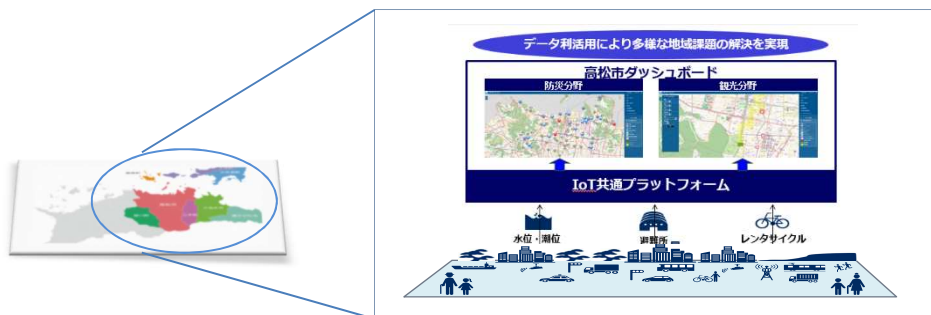 データ利活用により多様な地域課題の解決を実現
高松市ダッシュボード
防災分野
観光分野
IoT共通プラットフォーム
水位・潮位
避難所
レンタサイクル